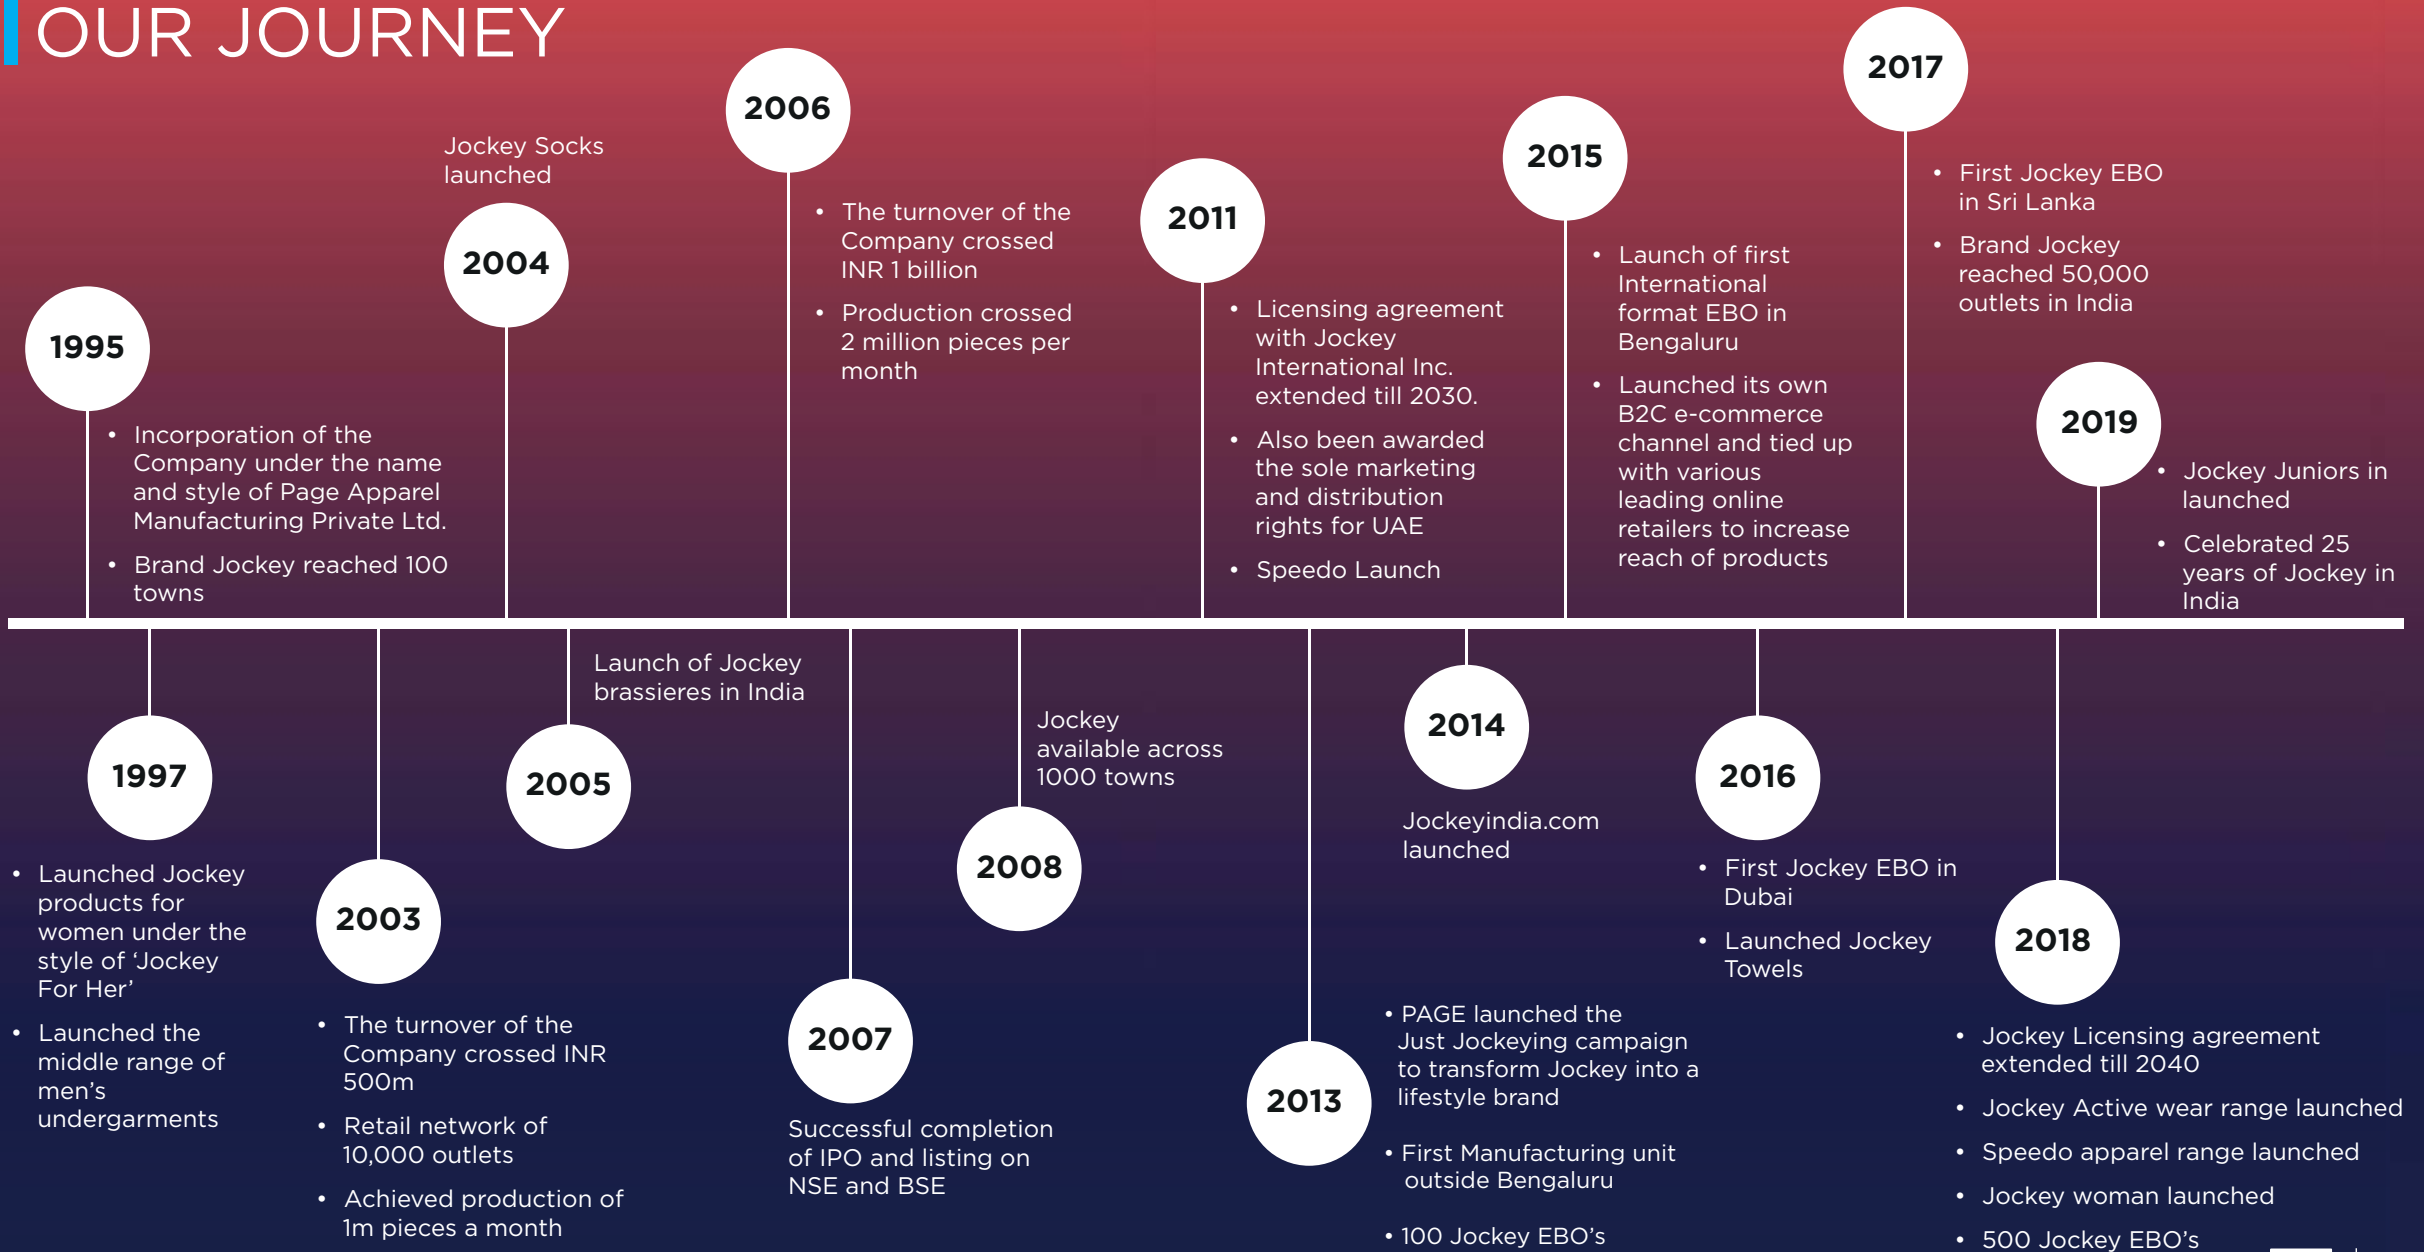 OUR JOURNEY
1995
• Incorporation of the
Company under the name
and style of Page Apparel
Manufacturing Private Ltd.
• Brand Jockey reached 100
towns
1997
• Launched Jockey
products for
women under the
style of ‘Jockey
For Her’
• Launched the
middle range of
men’s
undergarments
2003
• The turnover of the
Company crossed INR
500m
• Retail network of
10,000 outlets
• Achieved production of
1m pieces a month
Jockey Socks
launched
2004
Launch of Jockey
brassieres in India
2005
2006
• The turnover of the
Company crossed
INR 1 billion
• Production crossed
2 million pieces per
month
2007
Successful completion
of IPO and listing on
NSE and BSE
Jockey
available across
1000 towns
2008
2011
• Licensing agreement
with Jockey
International Inc.
extended till 2030.
• Also been awarded
the sole marketing
and distribution
rights for UAE
• Speedo Launch
2013
• PAGE launched the
Just Jockeying campaign
to transform Jockey into a
lifestyle brand
• First Manufacturing unit
outside Bengaluru
• 100 Jockey EBO’s
2014
Jockeyindia.com
launched
2015
• Launch of first
International
format EBO in
Bengaluru
• Launched its own
B2C e-commerce
channel and tied up
with various
leading online
retailers to increase
reach of products
2016
• First Jockey EBO in
Dubai
• Launched Jockey
Towels
2017
• First Jockey EBO
in Sri Lanka
• Brand Jockey
reached 50,000
outlets in India
2018
• Jockey Licensing agreement
extended till 2040
• Jockey Active wear range launched
• Speedo apparel range launched
• Jockey woman launched
• 500 Jockey EBO’s
2019
• Jockey Juniors in
launched
• Celebrated 25
years of Jockey in
India